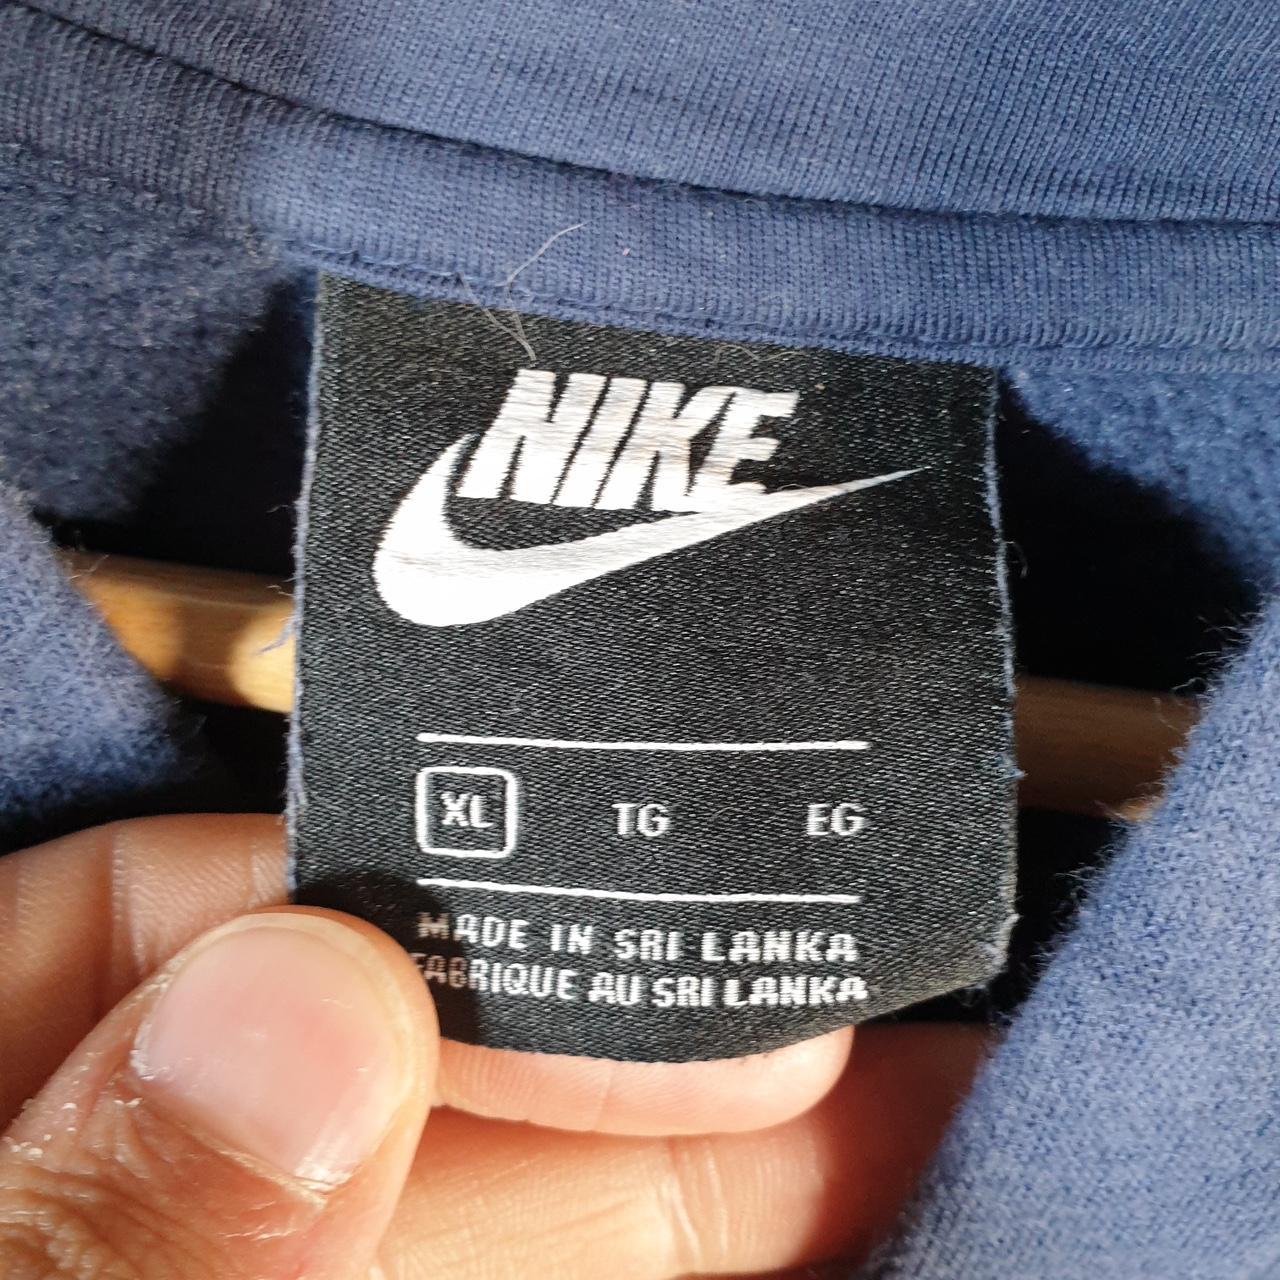 NIKE
XL TG EG
MADE IN SRI LANKA
FABRIQUE AU SRI LANKA